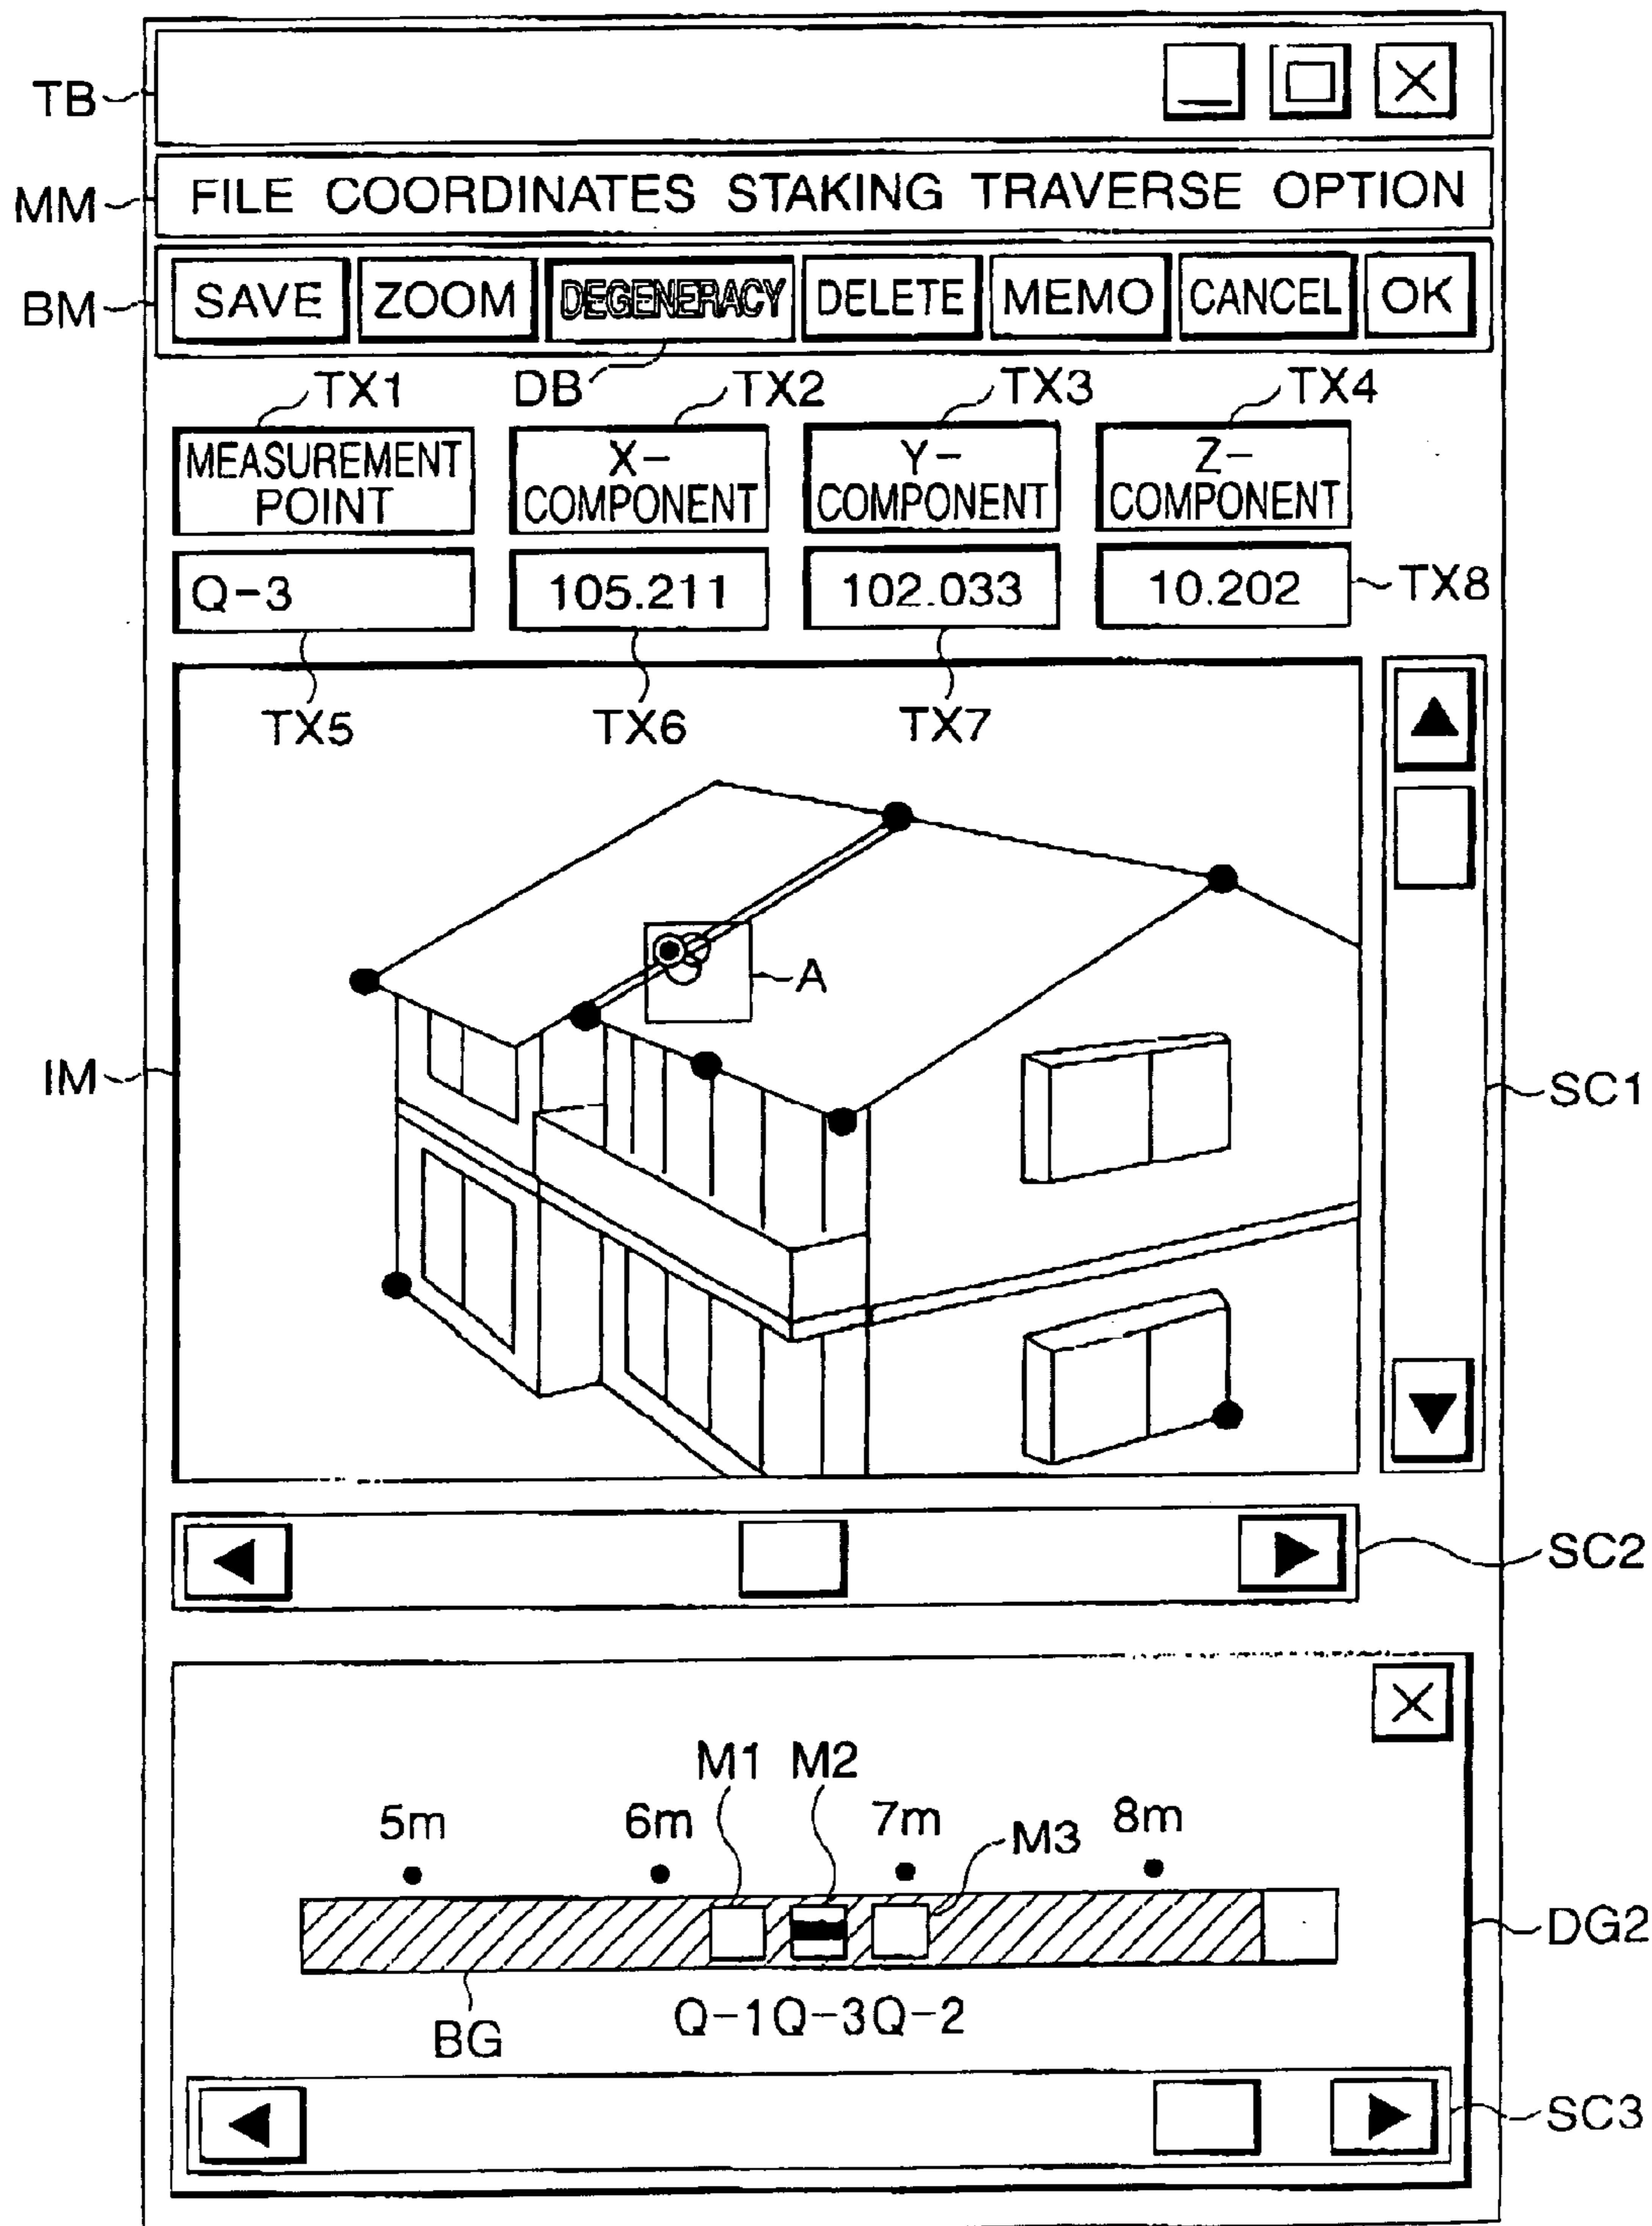 TB
MM
FILE COORDINATES STAKING TRAVERSE OPTION
BM
SAVE ZOOM DEGENERACY DELETE MEMO CANCEL OK
TX1 DB TX2 TX3 TX4
MEASUREMENT POINT
X-COMPONENT
Y-COMPONENT
Z-COMPONENT
Q-3 105.211 102.033 10.202 TX8
TX5 TX6 TX7
A
IM
SC1
SC2
M1 M2
5m 6m 7m 8m
M3
DG2
Q-1Q-3Q-2
BG
SC3